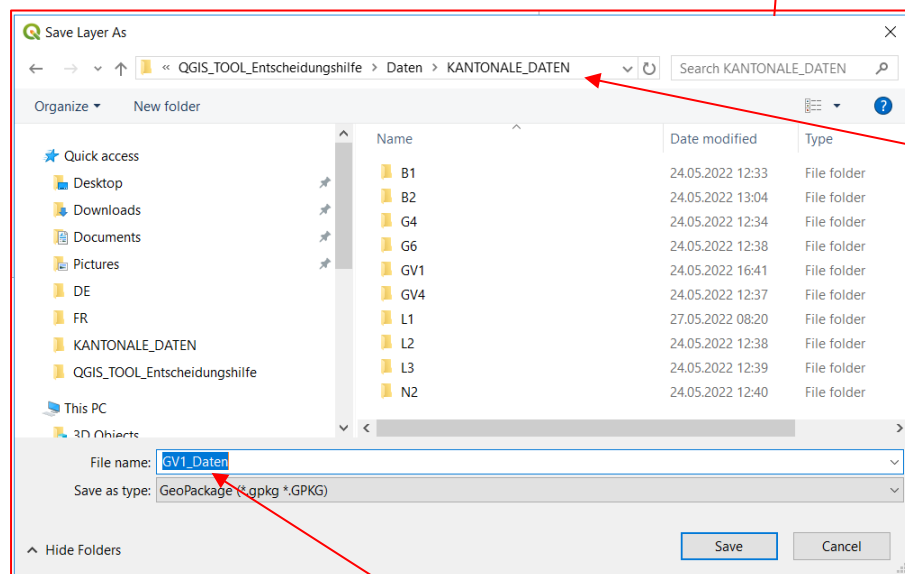 Save Layer As
« QGIS_TOOL_Entscheidungshilfe > Daten > KANTONALE_DATEN
Search KANTONALE_DATEN
Organize
New folder
Name Date modified Type
Quick access
Desktop
Downloads
Documents
Pictures
DE
FR
KANTONALE_DATEN
QGIS_TOOL_Entscheidungshilfe
This PC
3D Objects
B1 24.05.2022 12:33 File folder
B2 24.05.2022 13:04 File folder
G4 24.05.2022 12:34 File folder
G6 24.05.2022 12:38 File folder
GV1 24.05.2022 16:41 File folder
GV4 24.05.2022 12:37 File folder
L1 27.05.2022 08:20 File folder
L2 24.05.2022 12:38 File folder
L3 24.05.2022 12:39 File folder
N2 24.05.2022 12:40 File folder
File name: GV1_Daten
Save as type: GeoPackage (*.gpkg *.GPKG)
Hide Folders
Save
Cancel